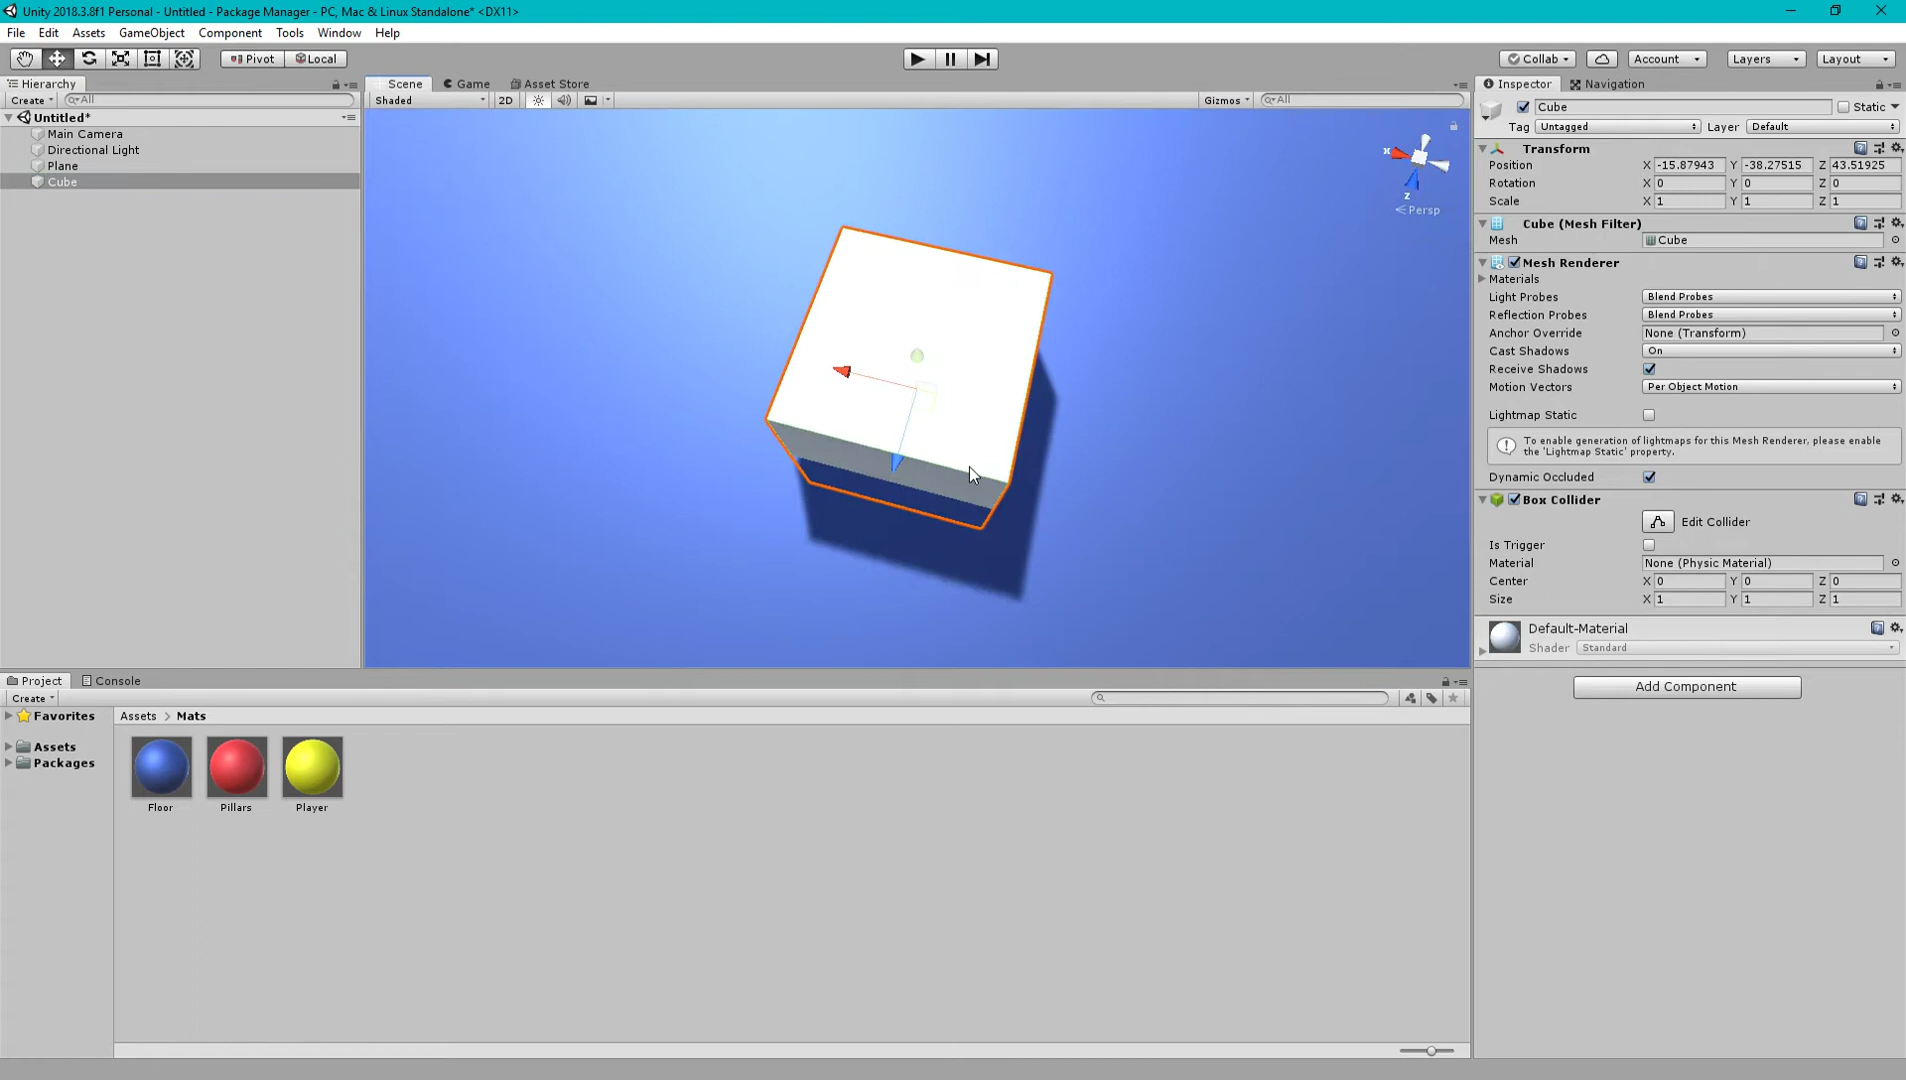 Unity 2018.3.8f1 Personal - Untitled - Package Manager - PC, Mac & Linux Standalone* <DX11>
File Edit Assets GameObject Component Tools Window Help
Pivot Local Collab Account Layers Layout
Hierarchy
Create All
Untitled*
Main Camera
Directional Light
Plane
Cube
Scene Game Asset Store
Shaded 2D Gizmos All
x
z
Persp
Inspector Navigation
Cube Static
Tag Untagged Layer Default
Transform
Position X -15.87943 Y -38.27515 Z 43.51925
Rotation X 0 Y 0 Z 0
Scale X 1 Y 1 Z 1
Cube (Mesh Filter)
Mesh Cube
Mesh Renderer
Materials
Light Probes Blend Probes
Reflection Probes Blend Probes
Anchor Override None (Transform)
Cast Shadows On
Receive Shadows
Motion Vectors Per Object Motion
Lightmap Static
To enable generation of lightmaps for this Mesh Renderer, please enable
the 'Lightmap Static' property.
Dynamic Occluded
Box Collider
Edit Collider
Is Trigger
Material None (Physic Material)
Center X 0 Y 0 Z 0
Size X 1 Y 1 Z 1
Default-Material
Shader Standard
Add Component
Project Console
Create
Favorites
Assets
Packages
Assets > Mats
Floor Pillars Player